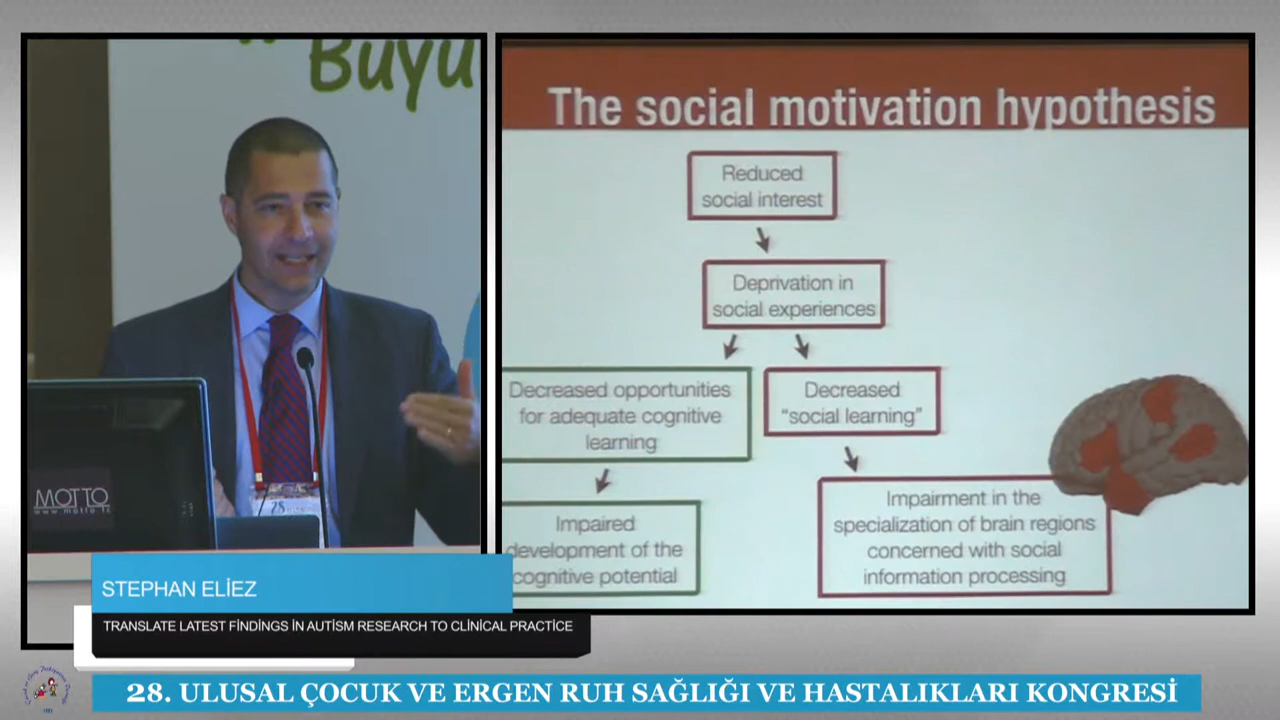 Büyü
MOTTO
www.motto.tc
28
The social motivation hypothesis
Reduced
social interest
Deprivation in
social experiences
Decreased opportunities
for adequate cognitive
learning
Decreased
“social learning”
Impaired
development of the
cognitive potential
Impairment in the
specialization of brain regions
concerned with social
information processing
STEPHAN ELİEZ
TRANSLATE LATEST FİNDİNGS İN AUTİSM RESEARCH TO CLİNİCAL PRACTİCE
28. ULUSAL ÇOCUK VE ERGEN RUH SAĞLIĞI VE HASTALIKLARI KONGRESİ